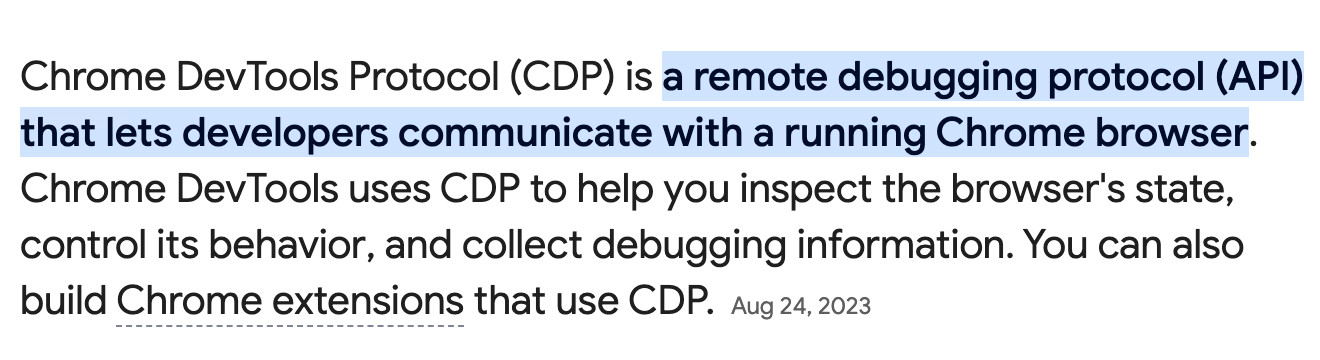 Chrome DevTools Protocol (CDP) is a remote debugging protocol (API)
that lets developers communicate with a running Chrome browser.
Chrome DevTools uses CDP to help you inspect the browser's state,
control its behavior, and collect debugging information. You can also
build Chrome extensions that use CDP. Aug 24, 2023